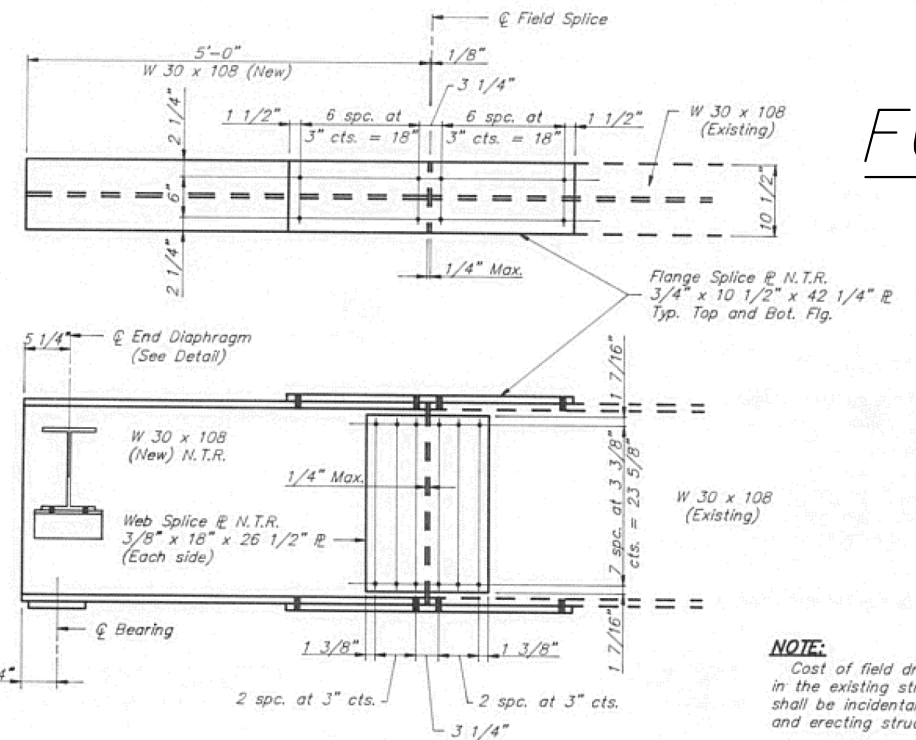 ℄ Field Splice
5'-0"
1/8"
W 30 x 108 (New)
3 1/4"
2 1/4"
1 1/2"
6 spc. at
3" cts. = 18"
6 spc. at
3" cts. = 18"
1 1/2"
W 30 x 108
(Existing)
6"
10 1/2"
2 1/4"
1/4" Max.
Flange Splice ⅊ N.T.R.
3/4" x 10 1/2" x 42 1/4" ⅊
Typ. Top and Bot. Flg.
℄ End Diaphragm
(See Detail)
5 1/4"
1 7/16"
W 30 x 108
(New) N.T.R.
1/4" Max.
7 spc. at 3 3/8"
cts. = 23 5/8"
W 30 x 108
(Existing)
Web Splice ⅊ N.T.R.
3/8" x 18" x 26 1/2" ⅊
(Each side)
℄ Bearing
1 7/16"
4"
1 3/8"
1 3/8"
2 spc. at 3" cts.
2 spc. at 3" cts.
3 1/4"
NOTE:
Cost of field
in the existing
shall be incidental
and erecting